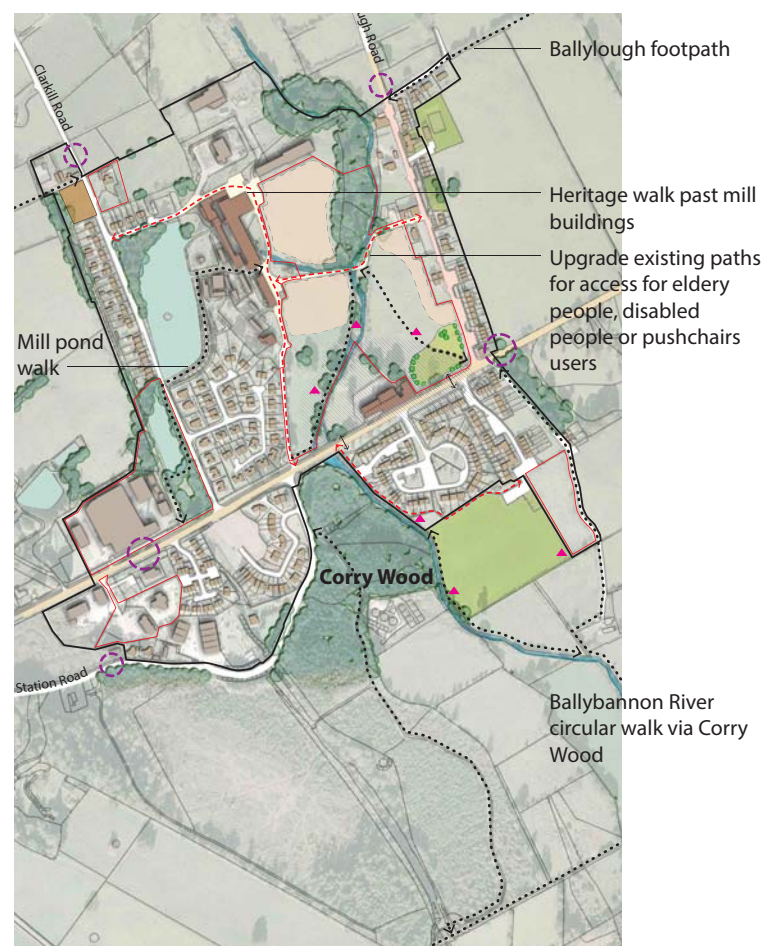 ugh Road
Ballylough footpath
Clarkill Road
Heritage walk past mill
buildings
Upgrade existing paths
for access for eldery
people, disabled
people or pushchairs
users
Mill pond
walk
Corry Wood
Station Road
Ballybannon River
circular walk via Corry
Wood